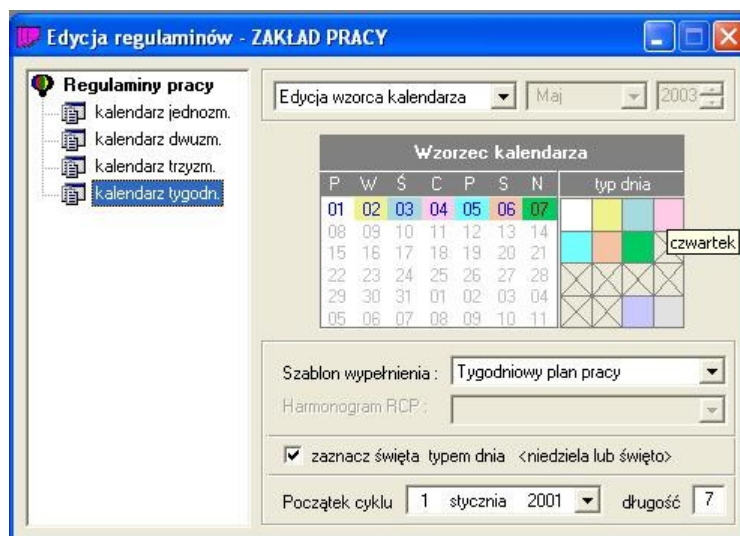 Edycja regulaminów - ZAKŁAD PRACY
Regulaminy pracy
kalendarz jednozm.
kalendarz dwuzm.
kalendarz trzyzm.
kalendarz tygodn.
Edycja wzorca kalendarza Maj 2003
Wzorzec kalendarza
P W Ś C P S N typ dnia
01 02 03 04 05 06 07
08 09 10 11 12 13 14
czwartek
15 16 17 18 19 20 21
22 23 24 25 26 27 28
29 30 31 01 02 03 04
05 06 07 08 09 10 11
Szablon wypełnienia : Tygodniowy plan pracy
Harmonogram RCP :
zaznacz święta typem dnia <niedziela lub święto>
Początek cyklu 1 stycznia 2001 długość 7